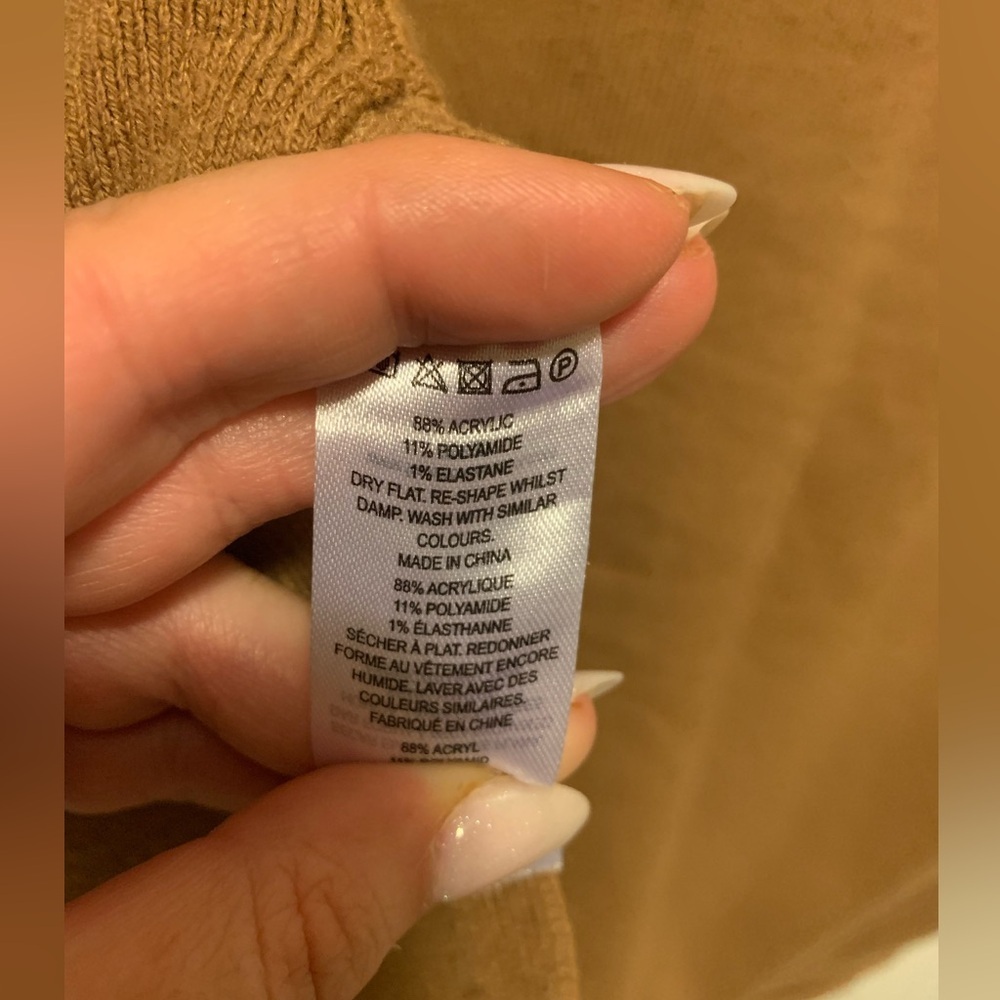 P
88% ACRYLIC
11% POLYAMIDE
1% ELASTANE
DRY FLAT. RE-SHAPE WHILST
DAMP. WASH WITH SIMILAR
COLOURS.
MADE IN CHINA
88% ACRYLIQUE
11% POLYAMIDE
1% ÉLASTHANNE
SÉCHER À PLAT. REDONNER
FORME AU VÊTEMENT ENCORE
HUMIDE. LAVER AVEC DES
COULEURS SIMILAIRES.
FABRIQUÉ EN CHINE
88% ACRYL
11% POLYAMID